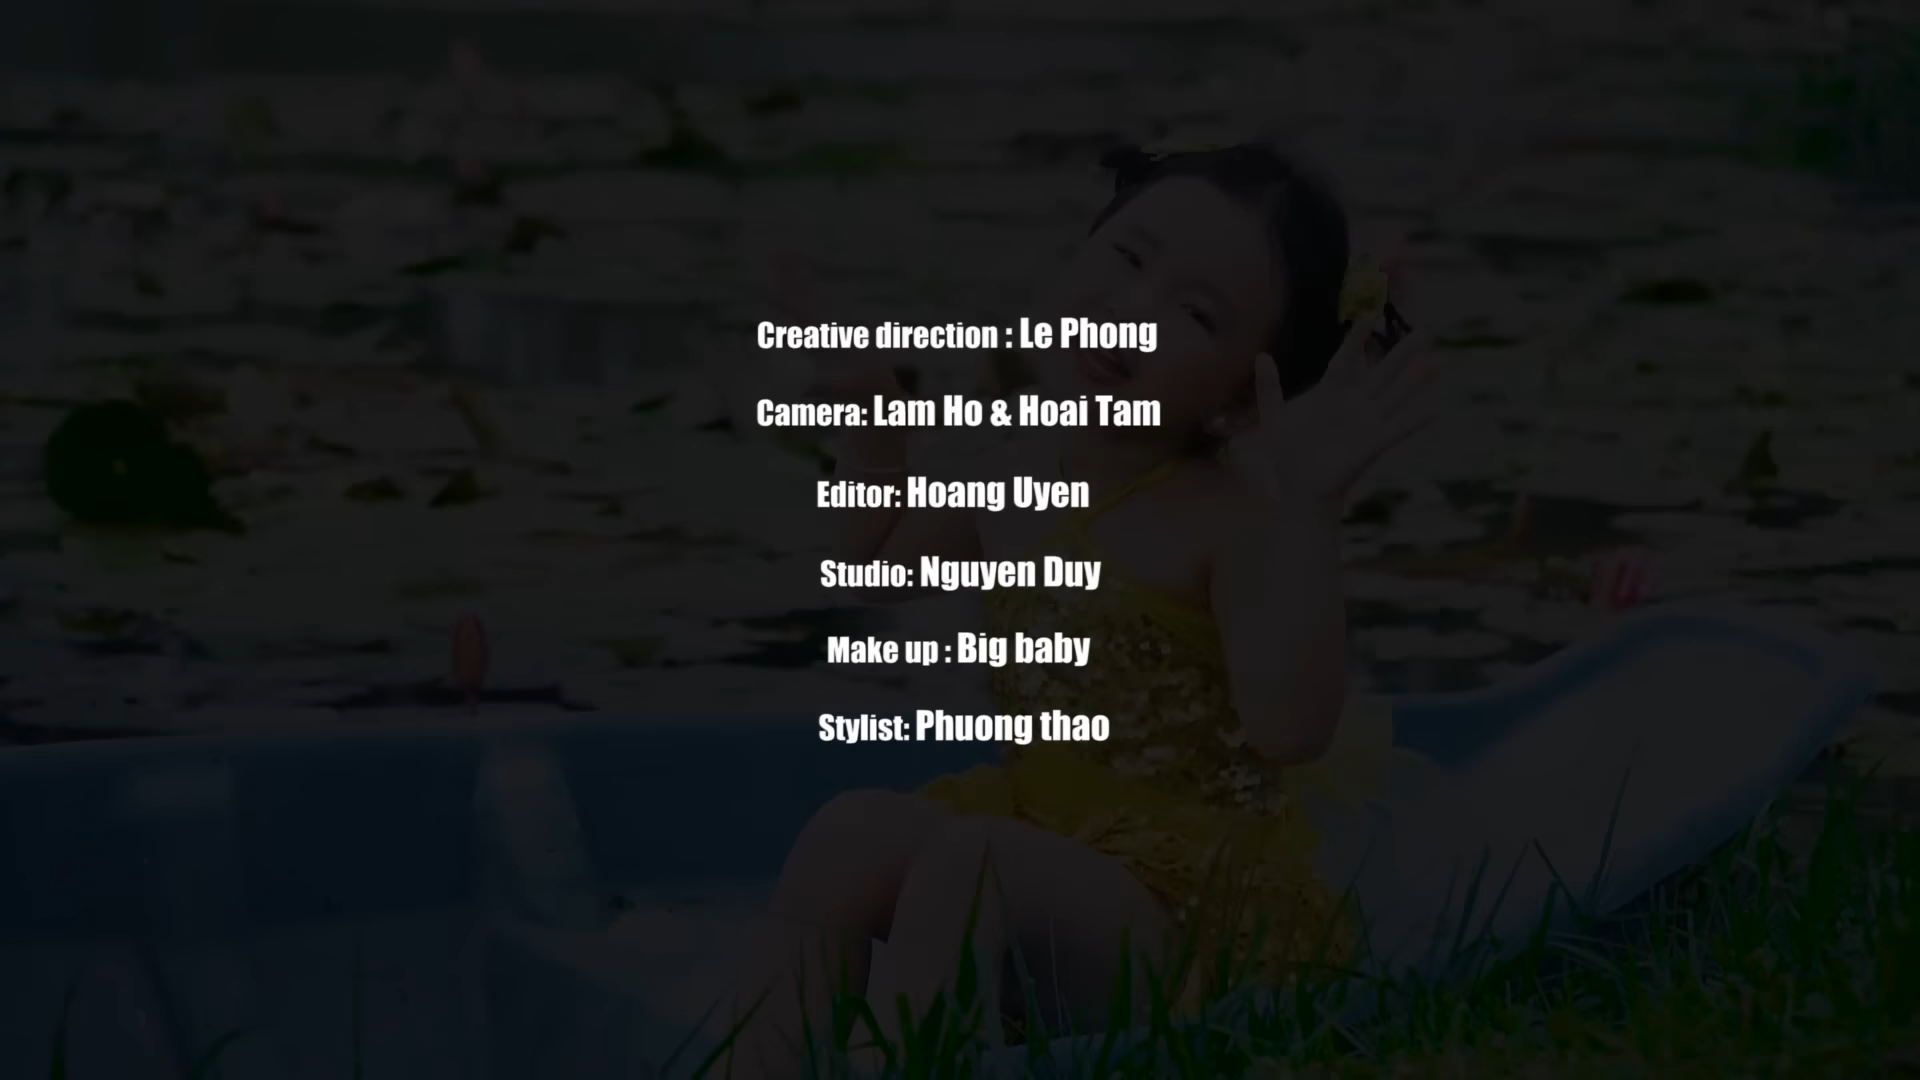 Creative direction : Le Phong
Camera: Lam Ho & Hoai Tam
Editor: Hoang Uyen
Studio: Nguyen Duy
Make up : Big baby
Stylist: Phuong thao